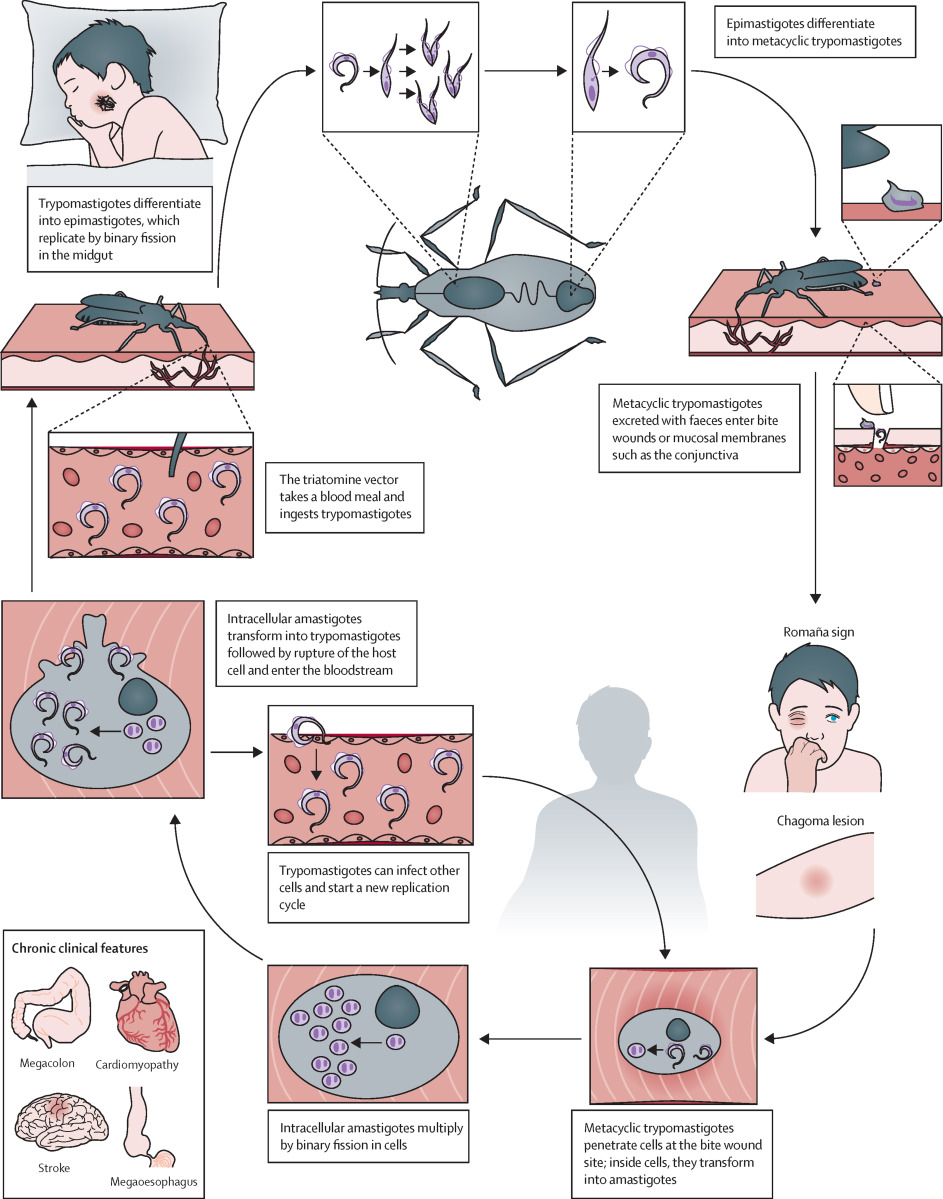 Epimastigotes differentiate
into metacyclic trypomastigotes
Trypomastigotes differentiate
into epimastigotes, which
replicate by binary fission
in the midgut
Metacyclic trypomastigotes
excreted with faeces enter bite
wounds or mucosal membranes
such as the conjunctiva
The triatomine vector
takes a blood meal and
ingests trypomastigotes
Intracellular amastigotes
transform into trypomastigotes
followed by rupture of the host
cell and enter the bloodstream
Romaña sign
Chagoma lesion
Trypomastigotes can infect other
cells and start a new replication
cycle
Chronic clinical features
Megacolon
Cardiomyopathy
Stroke
Megaoesophagus
Intracellular amastigotes multiply
by binary fission in cells
Metacyclic trypomastigotes
penetrate cells at the bite wound
site; inside cells, they transform
into amastigotes